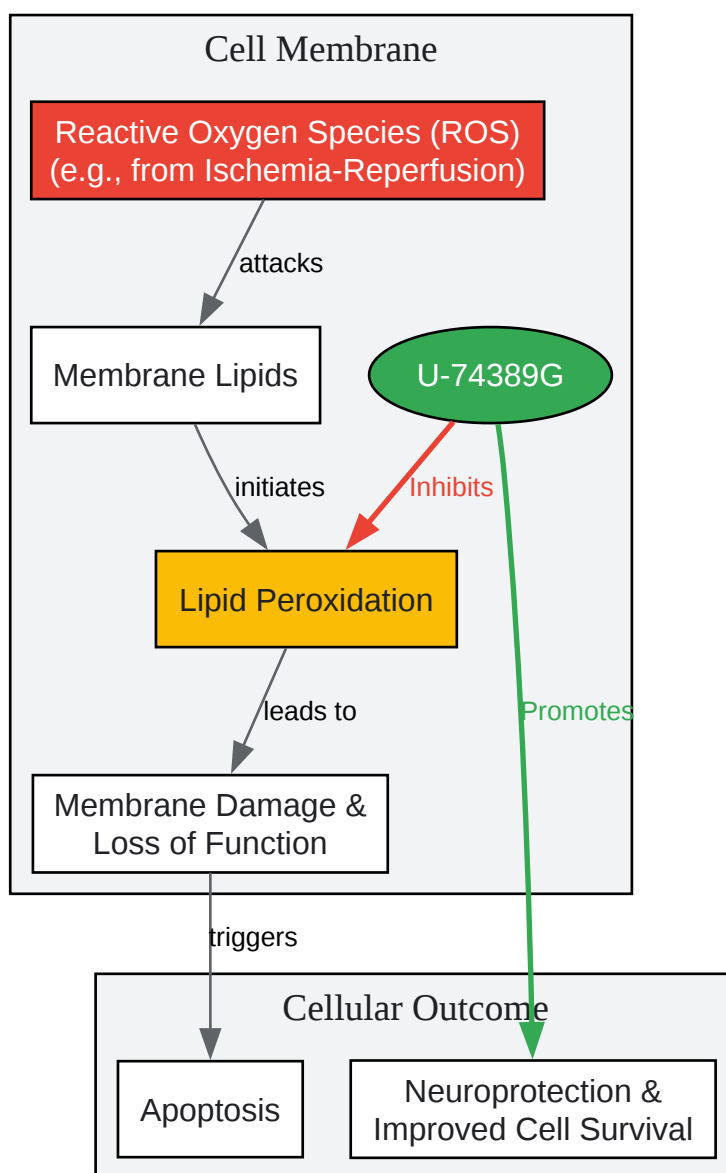 Cell Membrane
Reactive Oxygen Species (ROS)
(e.g., from Ischemia-Reperfusion)
attacks
Membrane Lipids
U-74389G
initiates
Inhibits
Lipid Peroxidation
leads to
Promotes
Membrane Damage &
Loss of Function
triggers
Cellular Outcome
Apoptosis
Neuroprotection &
Improved Cell Survival